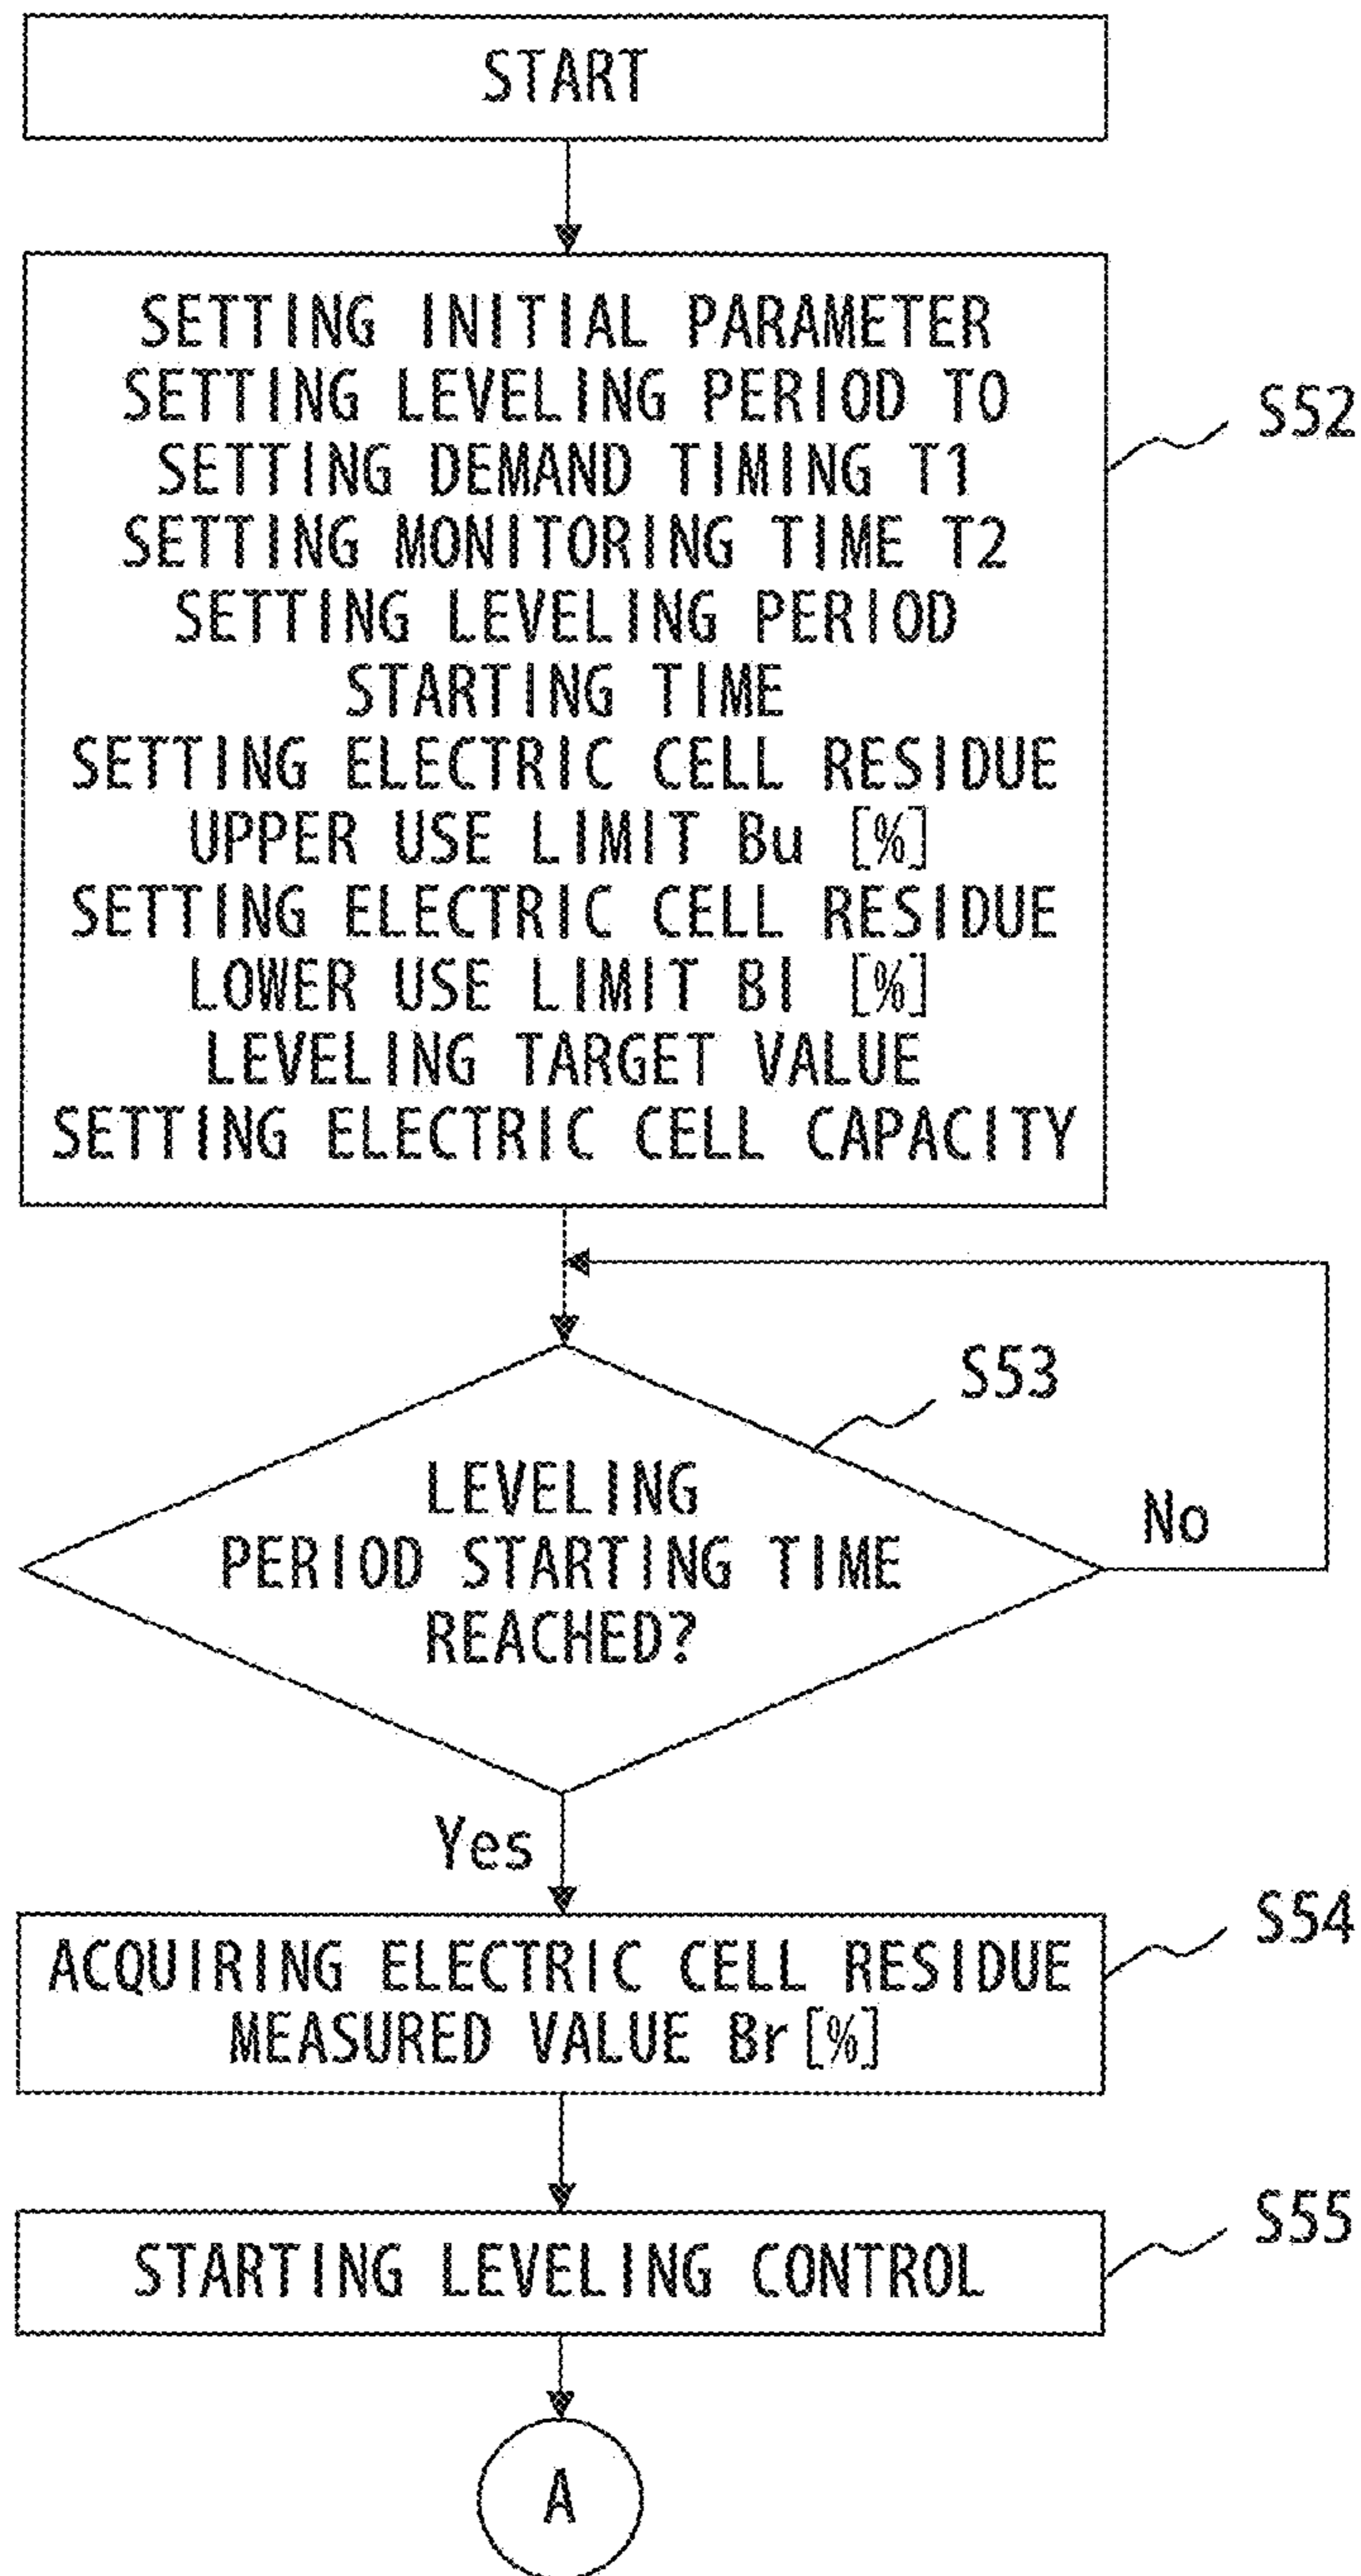 START
SETTING INITIAL PARAMETER
SETTING LEVELING PERIOD T0
SETTING DEMAND TIMING T1
SETTING MONITORING TIME T2
SETTING LEVELING PERIOD
STARTING TIME
SETTING ELECTRIC CELL RESIDUE
UPPER USE LIMIT Bu [%]
SETTING ELECTRIC CELL RESIDUE
LOWER USE LIMIT Bl [%]
LEVELING TARGET VALUE
SETTING ELECTRIC CELL CAPACITY
S52
S53
LEVELING
PERIOD STARTING TIME
REACHED?
No
Yes
ACQUIRING ELECTRIC CELL RESIDUE
MEASURED VALUE Br[%]
S54
STARTING LEVELING CONTROL
S55
A